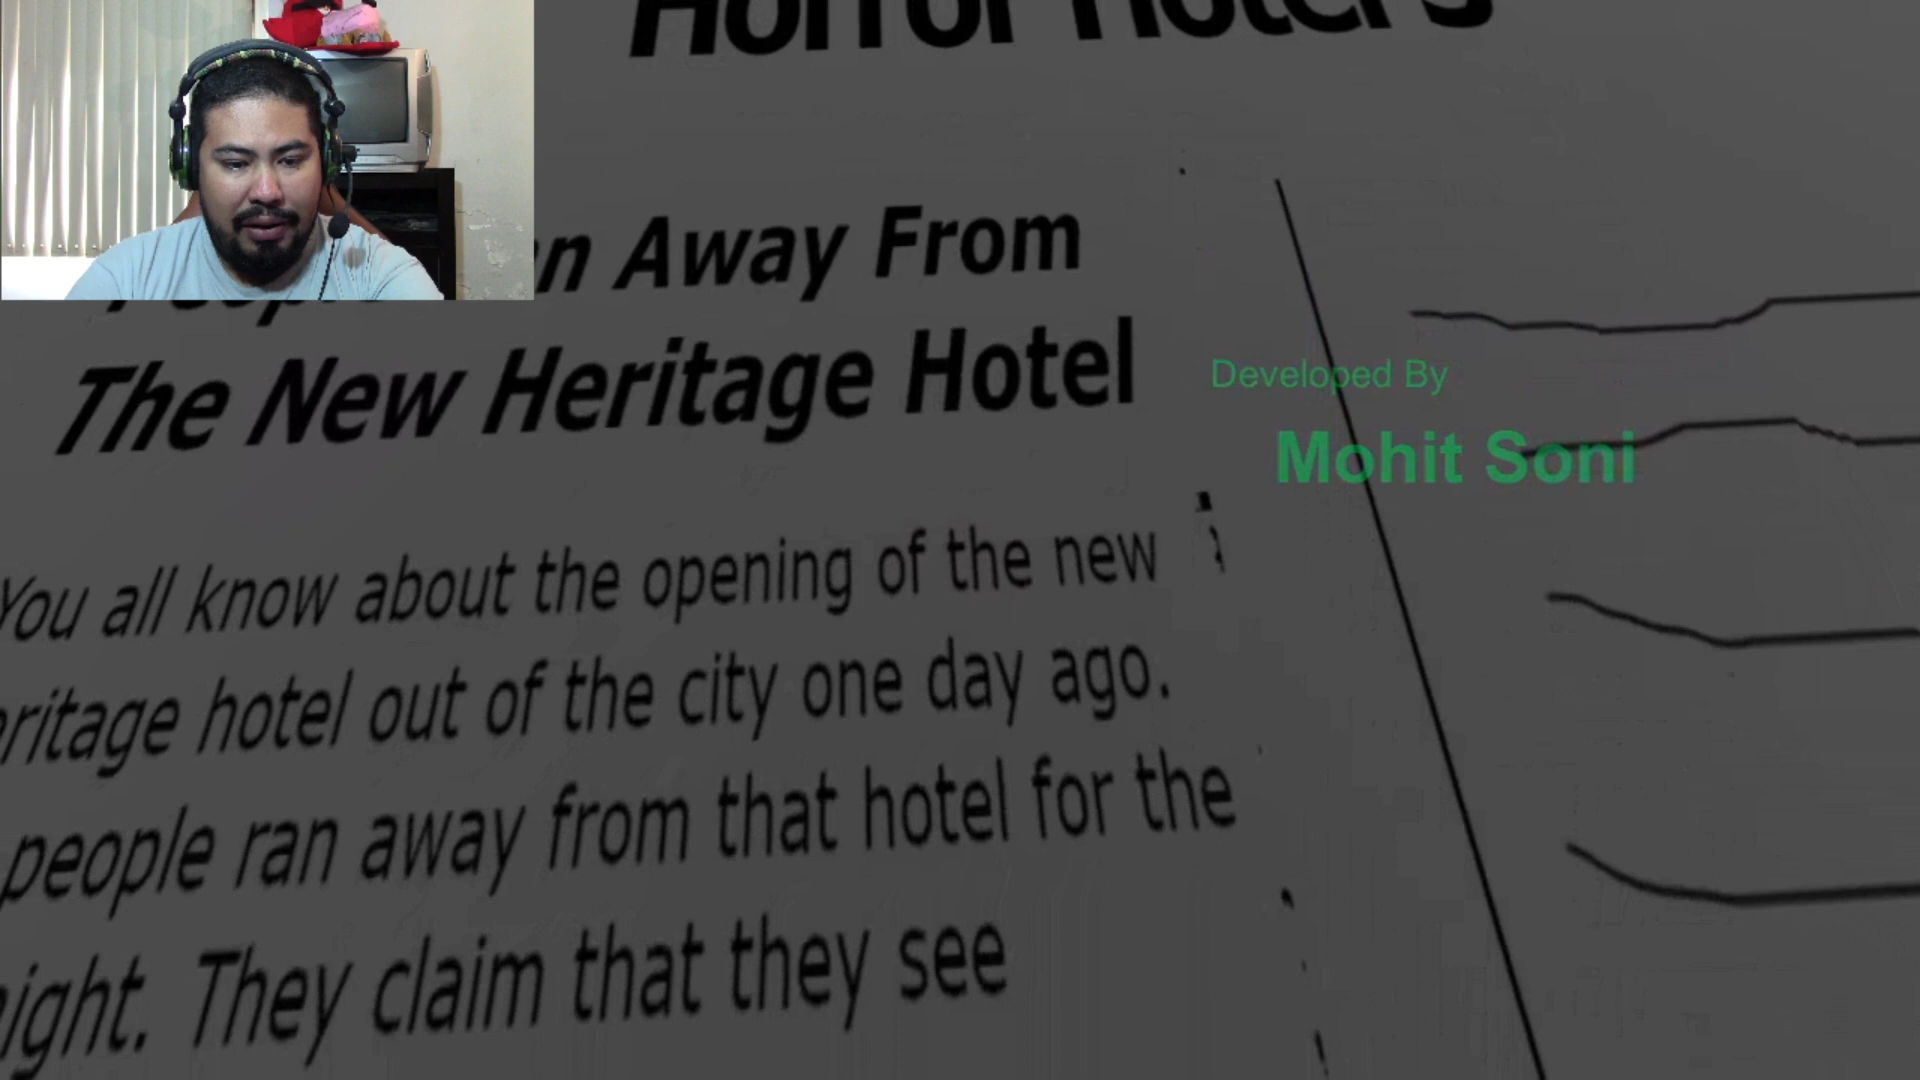 Horror Hotel's
Away From
The New Heritage Hotel
Developed By
Mohit Soni
You all know about the opening of the new
hotel out of the city one day ago.
people ran away from that hotel for the
They claim that they see